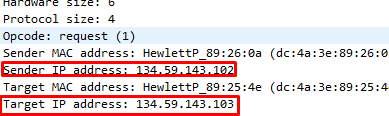 Hardware size: 6
Protocol size: 4
Opcode: request (1)
Sender MAC address: HewlettP_89:26:0a (dc:4a:3e:89:26:0
Sender IP address: 134.59.143.102
Target MAC address: HewlettP_89:25:4e (dc:4a:3e:89:25:4
Target IP address: 134.59.143.103